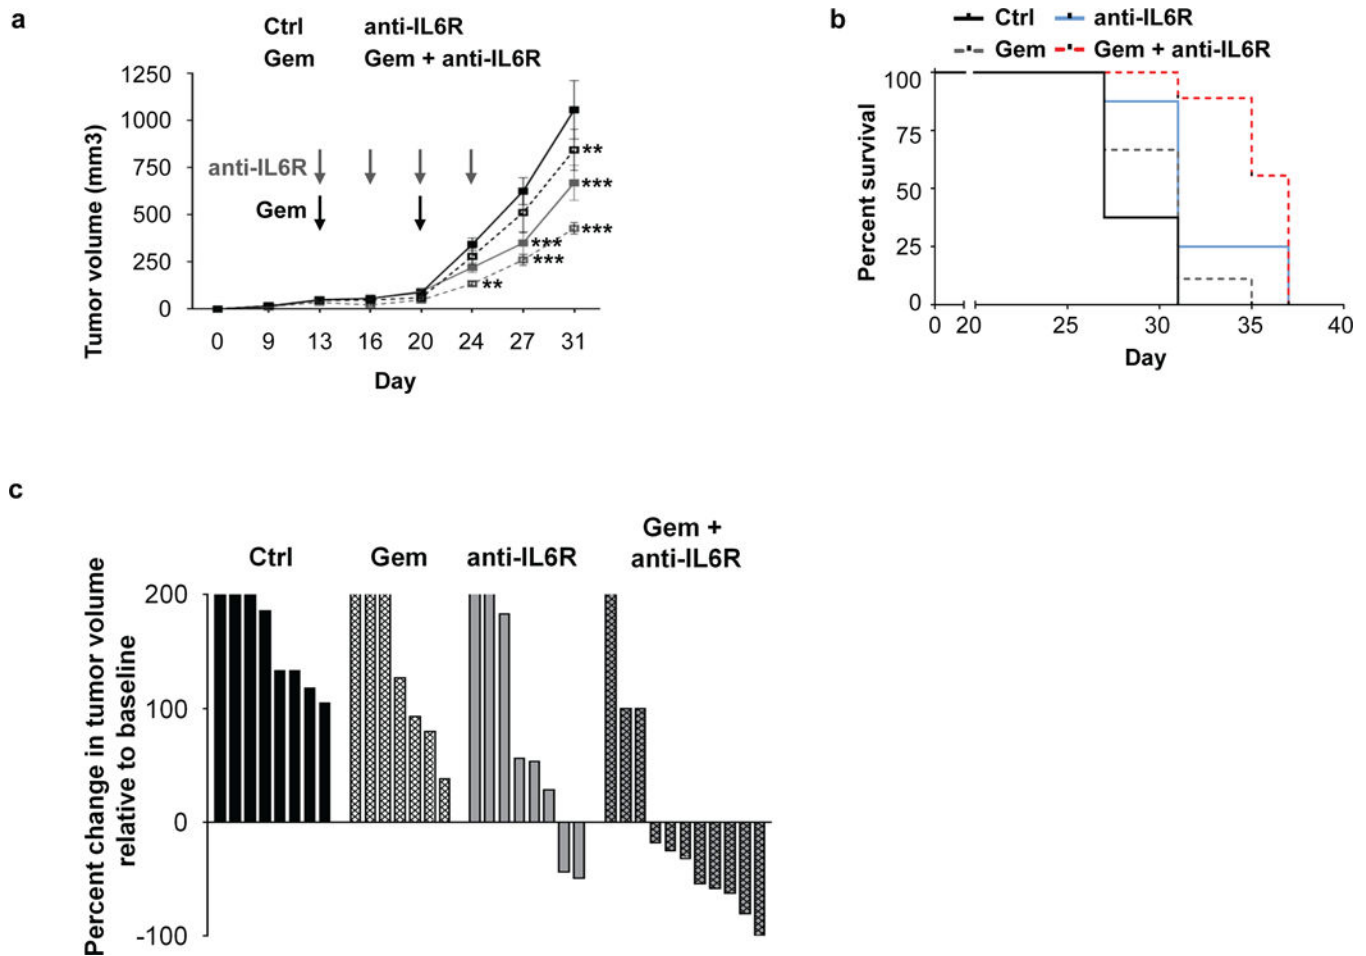 a
Ctrl anti-IL6R
Gem Gem + anti-IL6R
1250
1000
750
500
250
0
Tumor volume (mm3)
anti-IL6R
Gem
**
***
***
***
***
**
0 9 13 16 20 24 27 31
Day
b
Ctrl anti-IL6R
Gem Gem + anti-IL6R
100
75
50
25
0
Percent survival
0 20 25 30 35 40
Day
c
Ctrl Gem anti-IL6R Gem +
anti-IL6R
200
100
0
-100
Percent change in tumor volume
relative to baseline